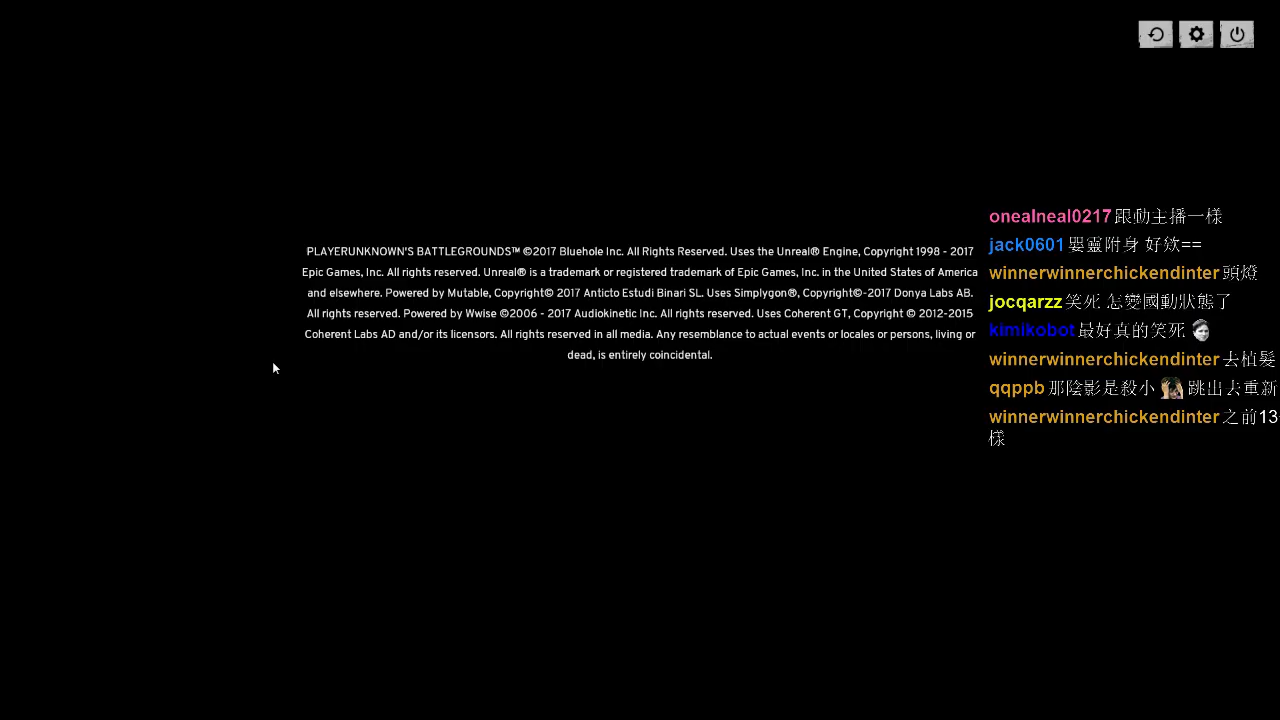 PLAYERUNKNOWN'S BATTLEGROUNDS™ ©2017 Bluehole Inc. All Rights Reserved. Uses the Unreal® Engine, Copyright 1998 - 2017
Epic Games, Inc. All rights reserved. Unreal® is a trademark or registered trademark of Epic Games, Inc. in the United States of America
and elsewhere. Powered by Mutable, Copyright© 2017 Anticto Estudi Binari SL. Uses Simplygon®, Copyright©-2017 Donya Labs AB.
All rights reserved. Powered by Wwise ©2006 - 2017 Audiokinetic Inc. All rights reserved. Uses Coherent GT, Copyright © 2012-2015
Coherent Labs AD and/or its licensors. All rights reserved in all media. Any resemblance to actual events or locales or persons, living or
dead, is entirely coincidental.
onealneal0217 跟動主播一樣
jack0601 嬰靈附身 好欸==
winnerwinnerchickendinter 頭燈
jocqarzz 笑死 怎變國動狀態了
kimikobot 最好真的笑死
winnerwinnerchickendinter 去植髮
qqppb 那陰影是殺小 跳出去重新
winnerwinnerchickendinter 之前13
樣